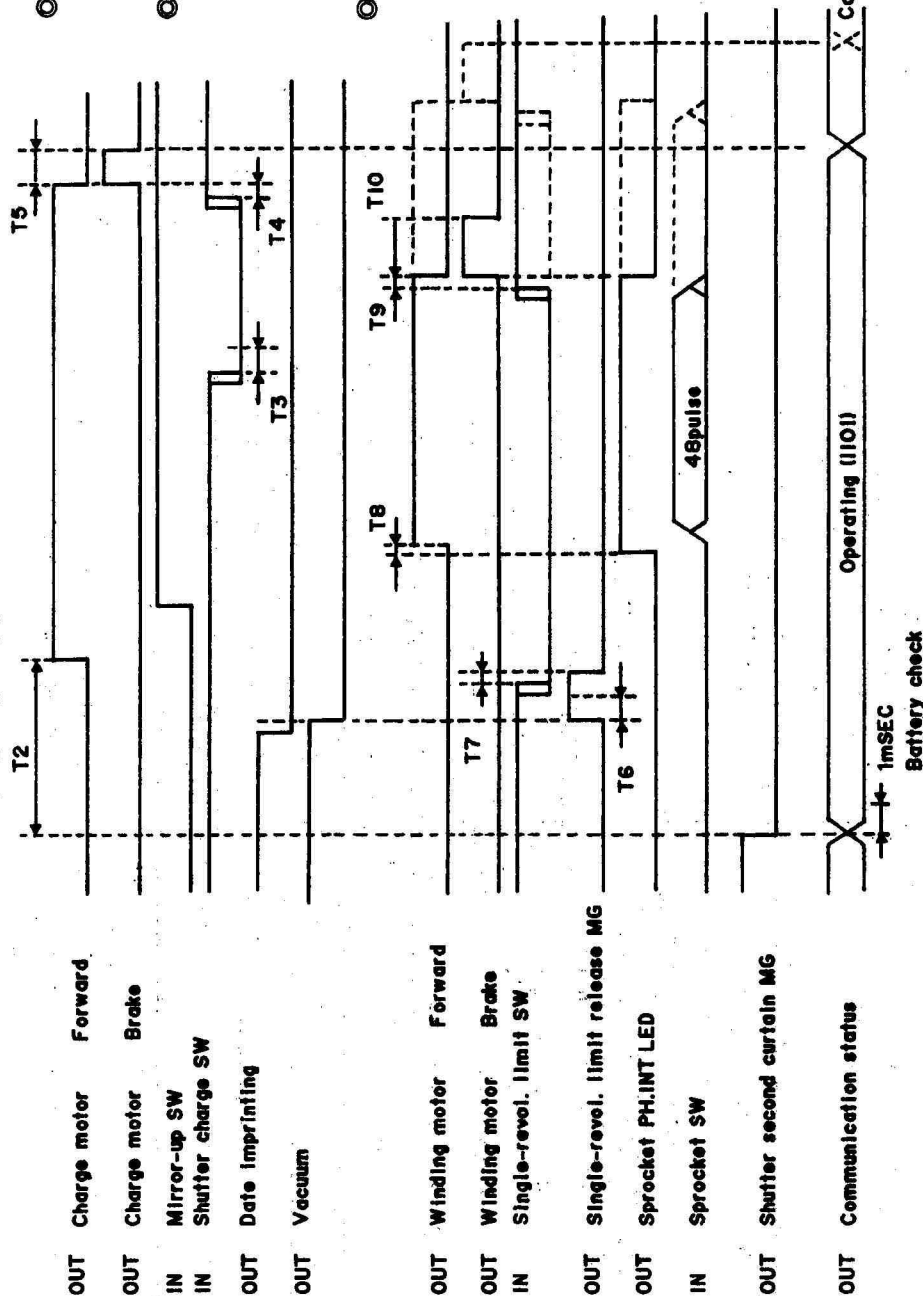 T2
T5
OUT Charge motor Forward
OUT Charge motor Brake
IN Mirror-up SW
IN Shutter charge SW
T3
T4
OUT Date imprinting
OUT Vacuum
T8
T9
T10
OUT Winding motor Forward
OUT Winding motor Brake
T7
IN Single-revol. limit SW
OUT Single-revol. limit release MG
T6
OUT Sprocket PH.INT LED
IN Sprocket SW
48pulse
OUT Shutter second curtain MG
OUT Communication status
Operating (1101)
1mSEC
Battery check